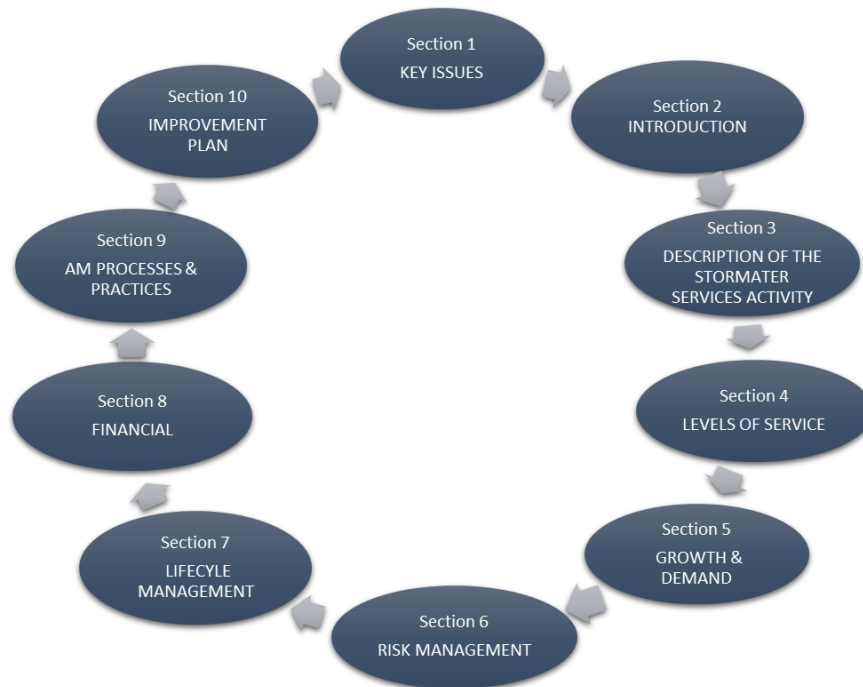 Section 1
KEY ISSUES
Section 2
INTRODUCTION
Section 3
DESCRIPTION OF THE
STORMATER
SERVICES ACTIVITY
Section 4
LEVELS OF SERVICE
Section 5
GROWTH &
DEMAND
Section 6
RISK MANAGEMENT
Section 7
LIFECYLE
MANAGEMENT
Section 8
FINANCIAL
Section 9
AM PROCESSES &
PRACTICES
Section 10
IMPROVEMENT
PLAN